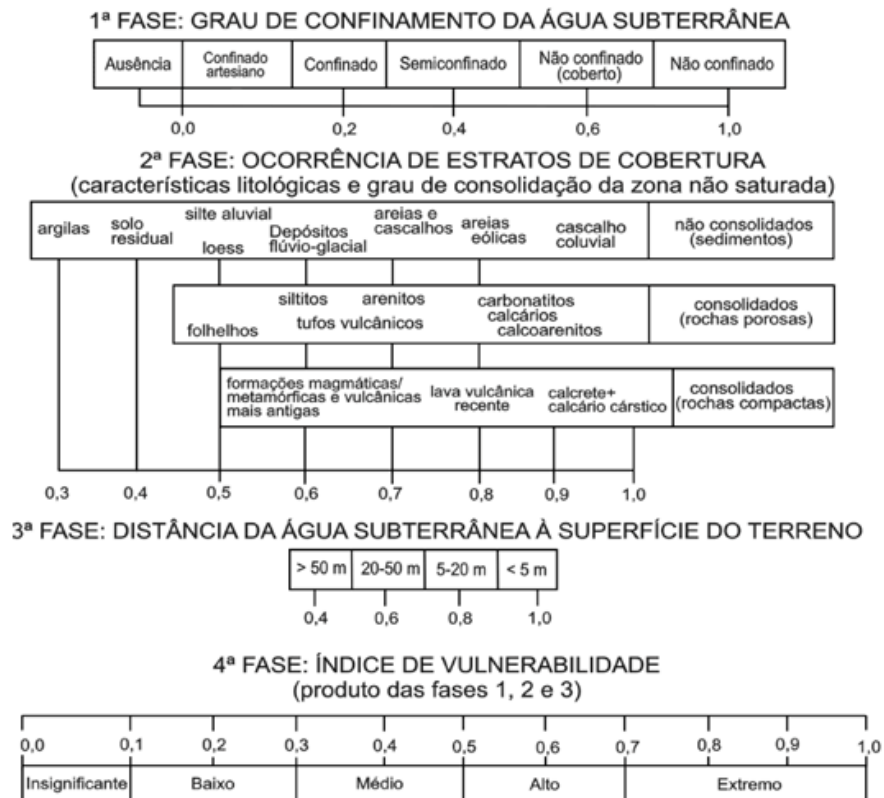 1ª FASE: GRAU DE CONFINAMENTO DA ÁGUA SUBTERRÂNEA
Ausência
Confinado
artesiano
Confinado
Semiconfinado
Não confinado
(coberto)
Não confinado
0,0 0,2 0,4 0,6 1,0
2ª FASE: OCORRÊNCIA DE ESTRATOS DE COBERTURA
(características litológicas e grau de consolidação da zona não saturada)
argilas
solo
residual
silte aluvial
loess
Depósitos
flúvio-glacial
areias e
cascalhos
areias
eólicas
cascalho
coluvial
não consolidados
(sedimentos)
folhelhos
siltitos
tufos vulcânicos
arenitos
carbonatitos
calcários
calcoarenitos
consolidados
(rochas porosas)
formações magmáticas/
metamórficas e vulcânicas
mais antigas
lava vulcânica
recente
calcrete+
calcário cárstico
consolidados
(rochas compactas)
0,3 0,4 0,5 0,6 0,7 0,8 0,9 1,0
3ª FASE: DISTÂNCIA DA ÁGUA SUBTERRÂNEA À SUPERFÍCIE DO TERRENO
> 50 m 20-50 m 5-20 m < 5 m
0,4 0,6 0,8 1,0
4ª FASE: ÍNDICE DE VULNERABILIDADE
(produto das fases 1, 2 e 3)
0,0 0,1 0,2 0,3 0,4 0,5 0,6 0,7 0,8 0,9 1,0
Insignificante Baixo Médio Alto Extremo